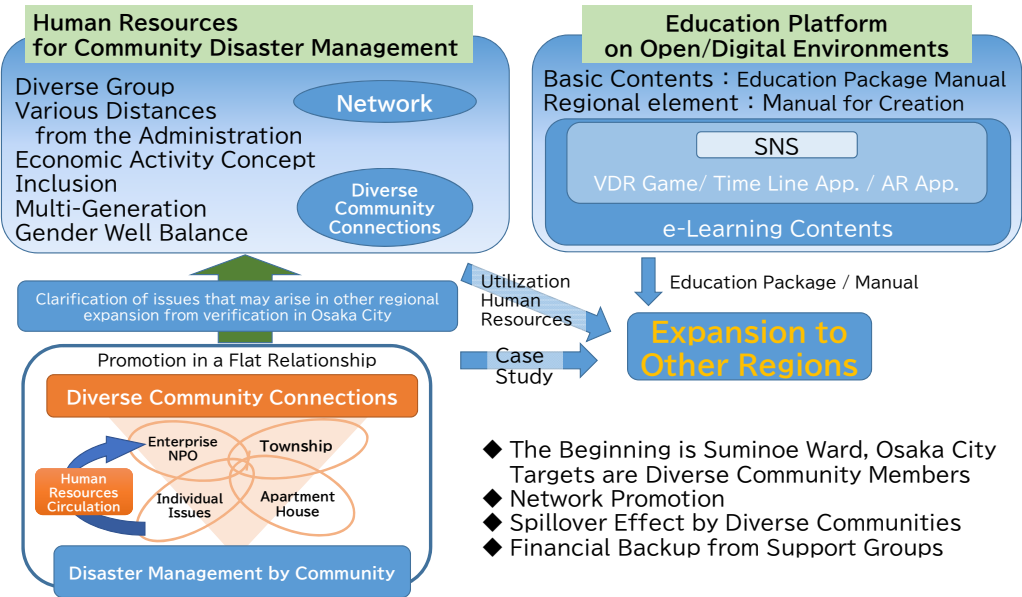 Human Resources
for Community Disaster Management
Diverse Group
Various Distances
from the Administration
Economic Activity Concept
Inclusion
Multi-Generation
Gender Well Balance
Network
Diverse
Community
Connections
Education Platform
on Open/Digital Environments
Basic Contents：Education Package Manual
Regional element：Manual for Creation
SNS
VDR Game/ Time Line App. / AR App.
e-Learning Contents
Clarification of issues that may arise in other regional
expansion from verification in Osaka City
Utilization
Human
Resources
Education Package / Manual
Expansion to
Other Regions
Case
Study
Promotion in a Flat Relationship
Diverse Community Connections
Enterprise
NPO
Township
Human
Resources
Circulation
Individual
Issues
Apartment
House
Disaster Management by Community
◆ The Beginning is Suminoe Ward, Osaka City
Targets are Diverse Community Members
◆ Network Promotion
◆ Spillover Effect by Diverse Communities
◆ Financial Backup from Support Groups